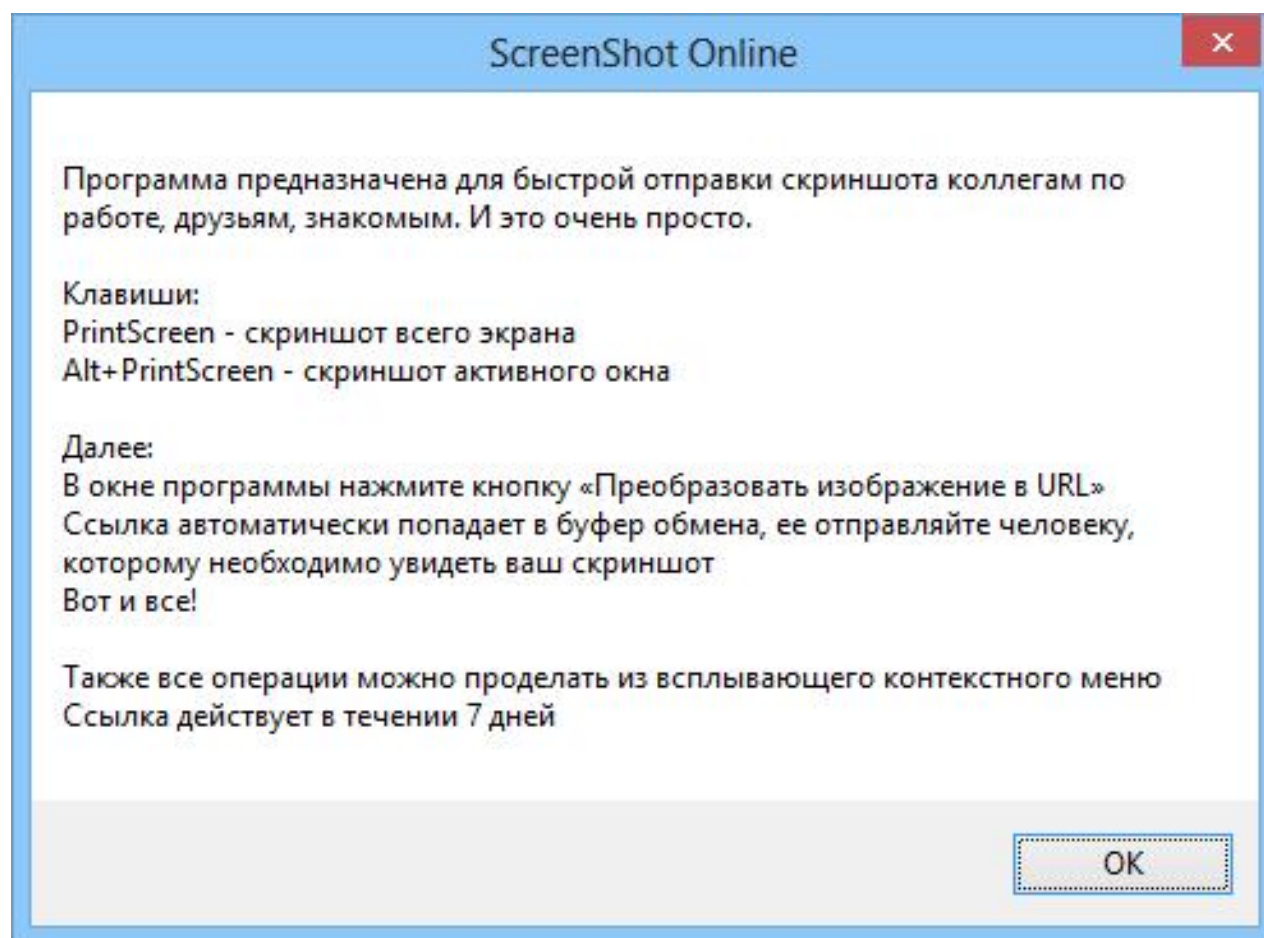 ScreenShot Online
Программа предназначена для быстрой отправки скриншота коллегам по
работе, друзьям, знакомым. И это очень просто.
Клавиши:
PrintScreen - скриншот всего экрана
Alt+PrintScreen - скриншот активного окна
Далее:
В окне программы нажмите кнопку «Преобразовать изображение в URL»
Ссылка автоматически попадает в буфер обмена, ее отправляйте человеку,
которому необходимо увидеть ваш скриншот
Вот и все!
Также все операции можно проделать из всплывающего контекстного меню
Ссылка действует в течении 7 дней
OK